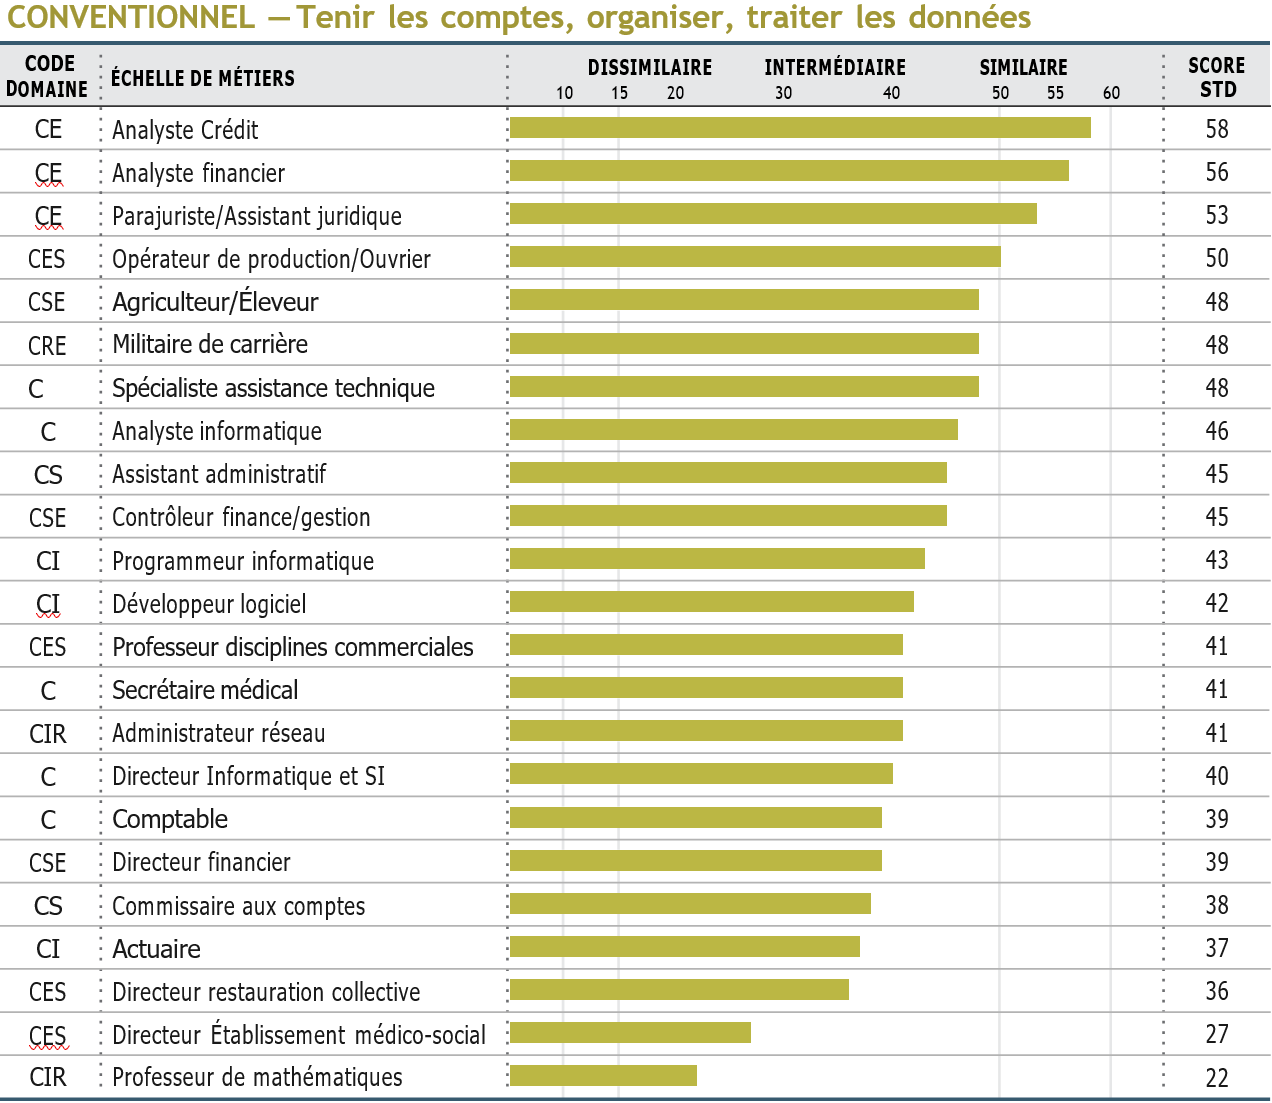 CONVENTIONNEL — Tenir les comptes, organiser, traiter les données
CODE DOMAINE ÉCHELLE DE MÉTIERS DISSIMILAIRE INTERMÉDIAIRE SIMILAIRE SCORE STD
10 15 20 30 40 50 55 60
CE Analyste Crédit 58
CE Analyste financier 56
CE Parajuriste/Assistant juridique 53
CES Opérateur de production/Ouvrier 50
CSE Agriculteur/Éleveur 48
CRE Militaire de carrière 48
C Spécialiste assistance technique 48
C Analyste informatique 46
CS Assistant administratif 45
CSE Contrôleur finance/gestion 45
CI Programmeur informatique 43
CI Développeur logiciel 42
CES Professeur disciplines commerciales 41
C Secrétaire médical 41
CIR Administrateur réseau 41
C Directeur Informatique et SI 40
C Comptable 39
CSE Directeur financier 39
CS Commissaire aux comptes 38
CI Actuaire 37
CES Directeur restauration collective 36
CES Directeur Établissement médico-social 27
CIR Professeur de mathématiques 22